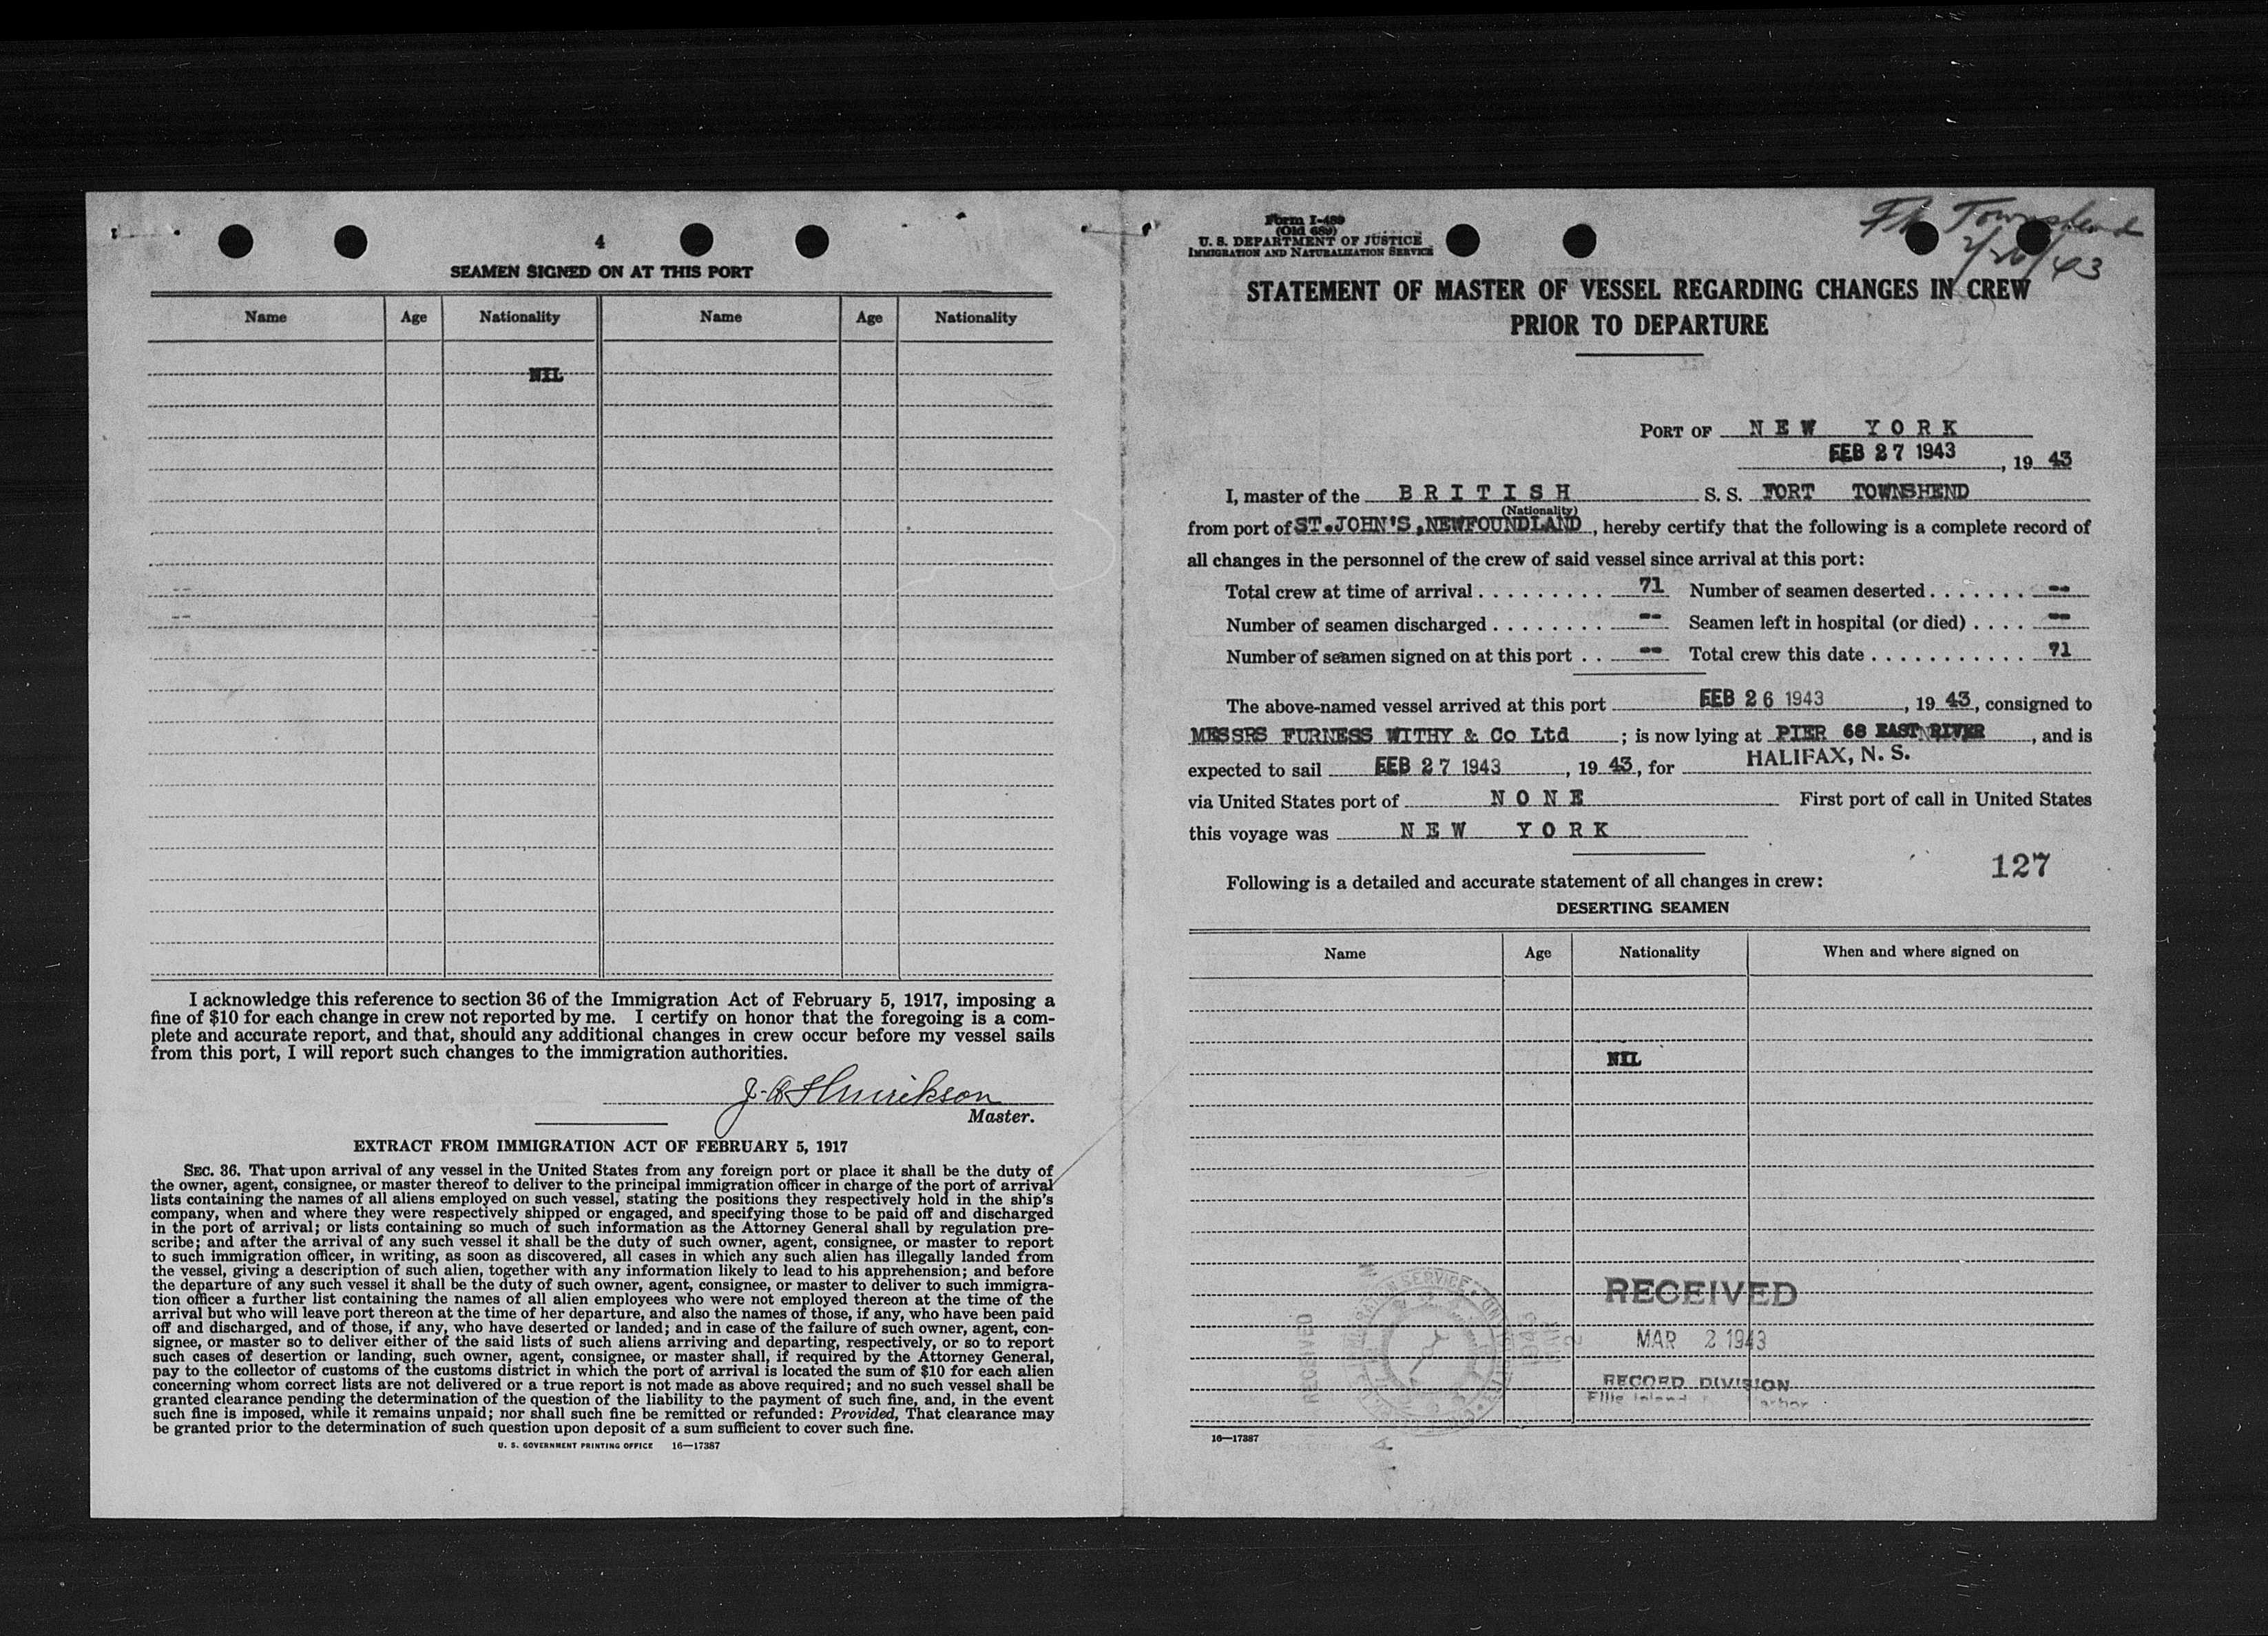 4
SEAMEN SIGNED ON AT THIS PORT
Name Age Nationality Name Age Nationality
NIL
I acknowledge this reference to section 36 of the Immigration Act of February 5, 1917, imposing a
fine of $10 for each change in crew not reported by me. I certify on honor that the foregoing is a com-
plete and accurate report, and that, should any additional changes in crew occur before my vessel sails
from this port, I will report such changes to the immigration authorities.
Master.
EXTRACT FROM IMMIGRATION ACT OF FEBRUARY 5, 1917
SEC. 36. That upon arrival of any vessel in the United States from any foreign port or place it shall be the duty of
the owner, agent, consignee, or master thereof to deliver to the principal immigration officer in charge of the port of arrival
lists containing the names of all aliens employed on such vessel, stating the positions they respectively hold in the ship's
company, when and where they were respectively shipped or engaged, and specifying those to be paid off and discharged
in the port of arrival; or lists containing so much of such information as the Attorney General shall by regulation pre-
scribe; and after the arrival of any such vessel it shall be the duty of such owner, agent, consignee, or master to report
to such immigration officer, in writing, as soon as discovered, all cases in which any such alien has illegally landed from
the vessel, giving a description of such alien, together with any information likely to lead to his apprehension; and before
the departure of any such vessel it shall be the duty of such owner, agent, consignee, or master to deliver to such immigra-
tion officer a further list containing the names of all alien employees who were not employed thereon at the time of the
arrival but who will leave port thereon at the time of her departure, and also the names of those, if any, who have been paid
off and discharged, and of those, if any, who have deserted or landed; and in case of the failure of such owner, agent, con-
signee, or master so to deliver either of the said lists of such aliens arriving and departing, respectively, or so to report
such cases of desertion or landing, such owner, agent, consignee, or master shall, if required by the Attorney General,
pay to the collector of customs of the customs district in which the port of arrival is located the sum of $10 for each alien
concerning whom correct lists are not delivered or a true report is not made as above required; and no such vessel shall be
granted clearance pending the determination of the question of the liability to the payment of such fine, and, in the event
such fine is imposed, while it remains unpaid; nor shall such fine be remitted or refunded: Provided, That clearance may
be granted prior to the determination of such question upon deposit of a sum sufficient to cover such fine.
U. S. GOVERNMENT PRINTING OFFICE 16—17387
Form I-489
(Old 689)
U. S. DEPARTMENT OF JUSTICE
IMMIGRATION AND NATURALIZATION SERVICE
Ft Townshend
2/26/43
STATEMENT OF MASTER OF VESSEL REGARDING CHANGES IN CREW
PRIOR TO DEPARTURE
PORT OF NEW YORK
FEB 27 1943, 19 43
I, master of the BRITISH S. S. FORT TOWNSHEND
(Nationality)
from port of ST.JOHN'S,NEWFOUNDLAND, hereby certify that the following is a complete record of
all changes in the personnel of the crew of said vessel since arrival at this port:
Total crew at time of arrival . . . . . . . . . 71 Number of seamen deserted . . . . . . . --
Number of seamen discharged . . . . . . . . -- Seamen left in hospital (or died) . . . . --
Number of seamen signed on at this port . . -- Total crew this date . . . . . . . . . . . . 71
The above-named vessel arrived at this port FEB 26 1943, 19 43, consigned to
MESSRS FURNESS WITHY & Co Ltd; is now lying at PIER 68 EAST RIVER, and is
expected to sail FEB 27 1943, 19 43, for HALIFAX, N. S.
via United States port of NONE First port of call in United States
this voyage was NEW YORK
127
Following is a detailed and accurate statement of all changes in crew:
DESERTING SEAMEN
Name Age Nationality When and where signed on
NIL
RECEIVED
MAR 2 1943
RECORD DIVISION
16—17387